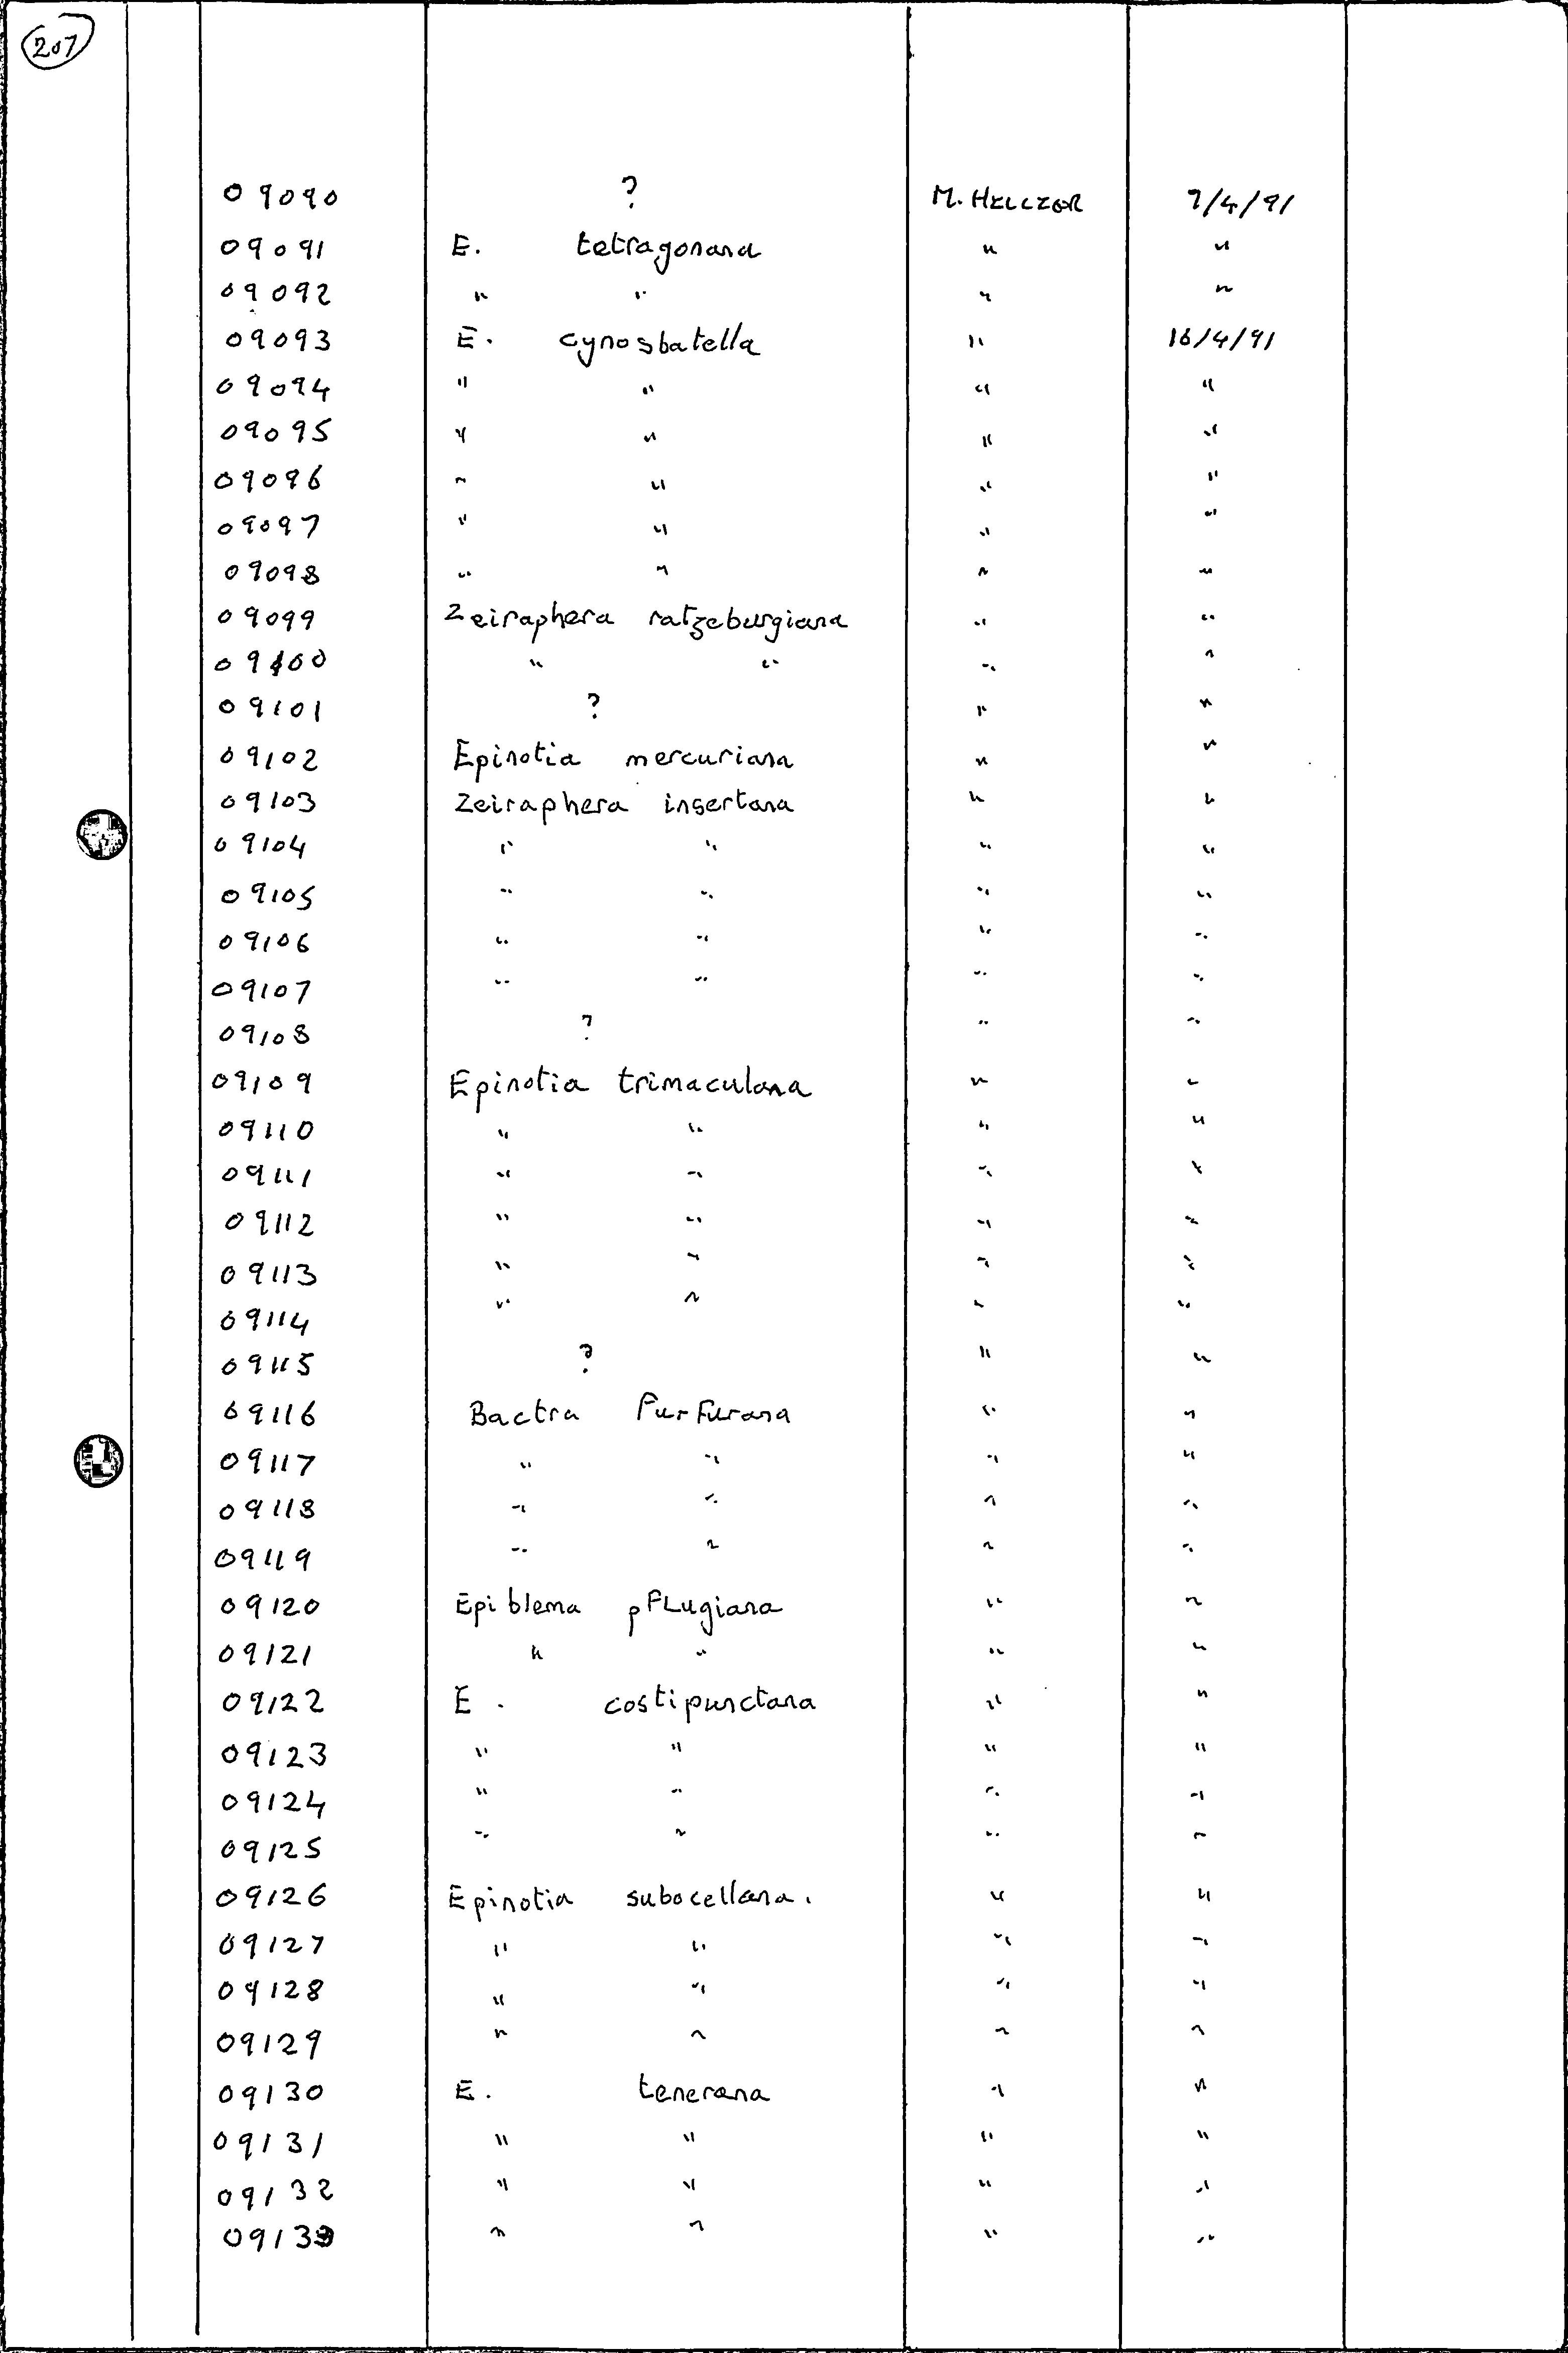 207
09090 ? M. HELLEOR 9/4/91
09091 E. tetragonana " "
09092 " " " "
09093 E. cynosbatella " 16/4/91
09094 " " " "
09095 " " " "
09096 " " " "
09097 " " " "
09098 " " " "
09099 Zeiraphera ratzeburgiana " "
09100 " " " "
09101 ? " "
09102 Epinotia mercuriana " "
09103 Zeiraphera insertana " "
09104 " " " "
09105 " " " "
09106 " " " "
09107 " " " "
09108 ? " "
09109 Epinotia trimaculana " "
09110 " " " "
09111 " " " "
09112 " " " "
09113 " " " "
09114 " " " "
09115 ? " "
09116 Bactra furfurana " "
09117 " " " "
09118 " " " "
09119 " " " "
09120 Epiblema pflugiana " "
09121 " " " "
09122 E. costipunctana " "
09123 " " " "
09124 " " " "
09125 " " " "
09126 Epinotia subocellana. " "
09127 " " " "
09128 " " " "
09129 " " " "
09130 E. tenerana " "
09131 " " " "
09132 " " " "
09133 " " " "